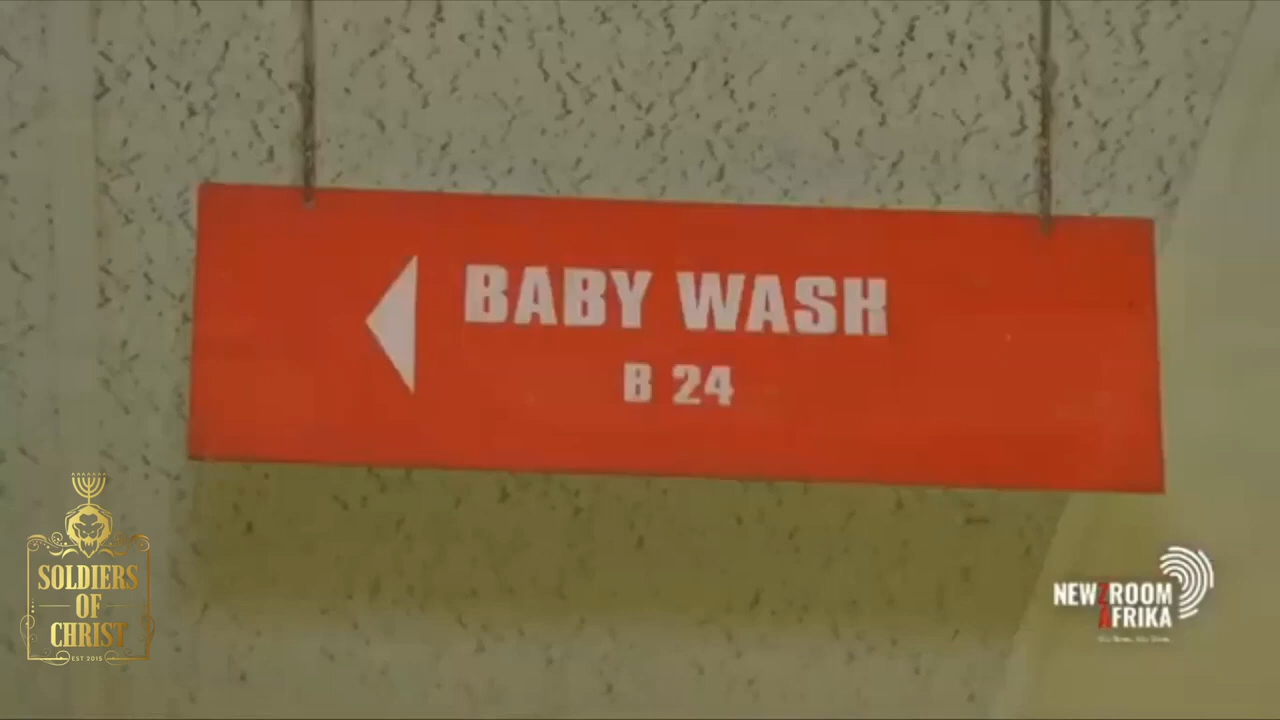 BABY WASH
B 24
SOLDIERS
OF
CHRIST
EST 2015
NEWZROOM
AFRIKA